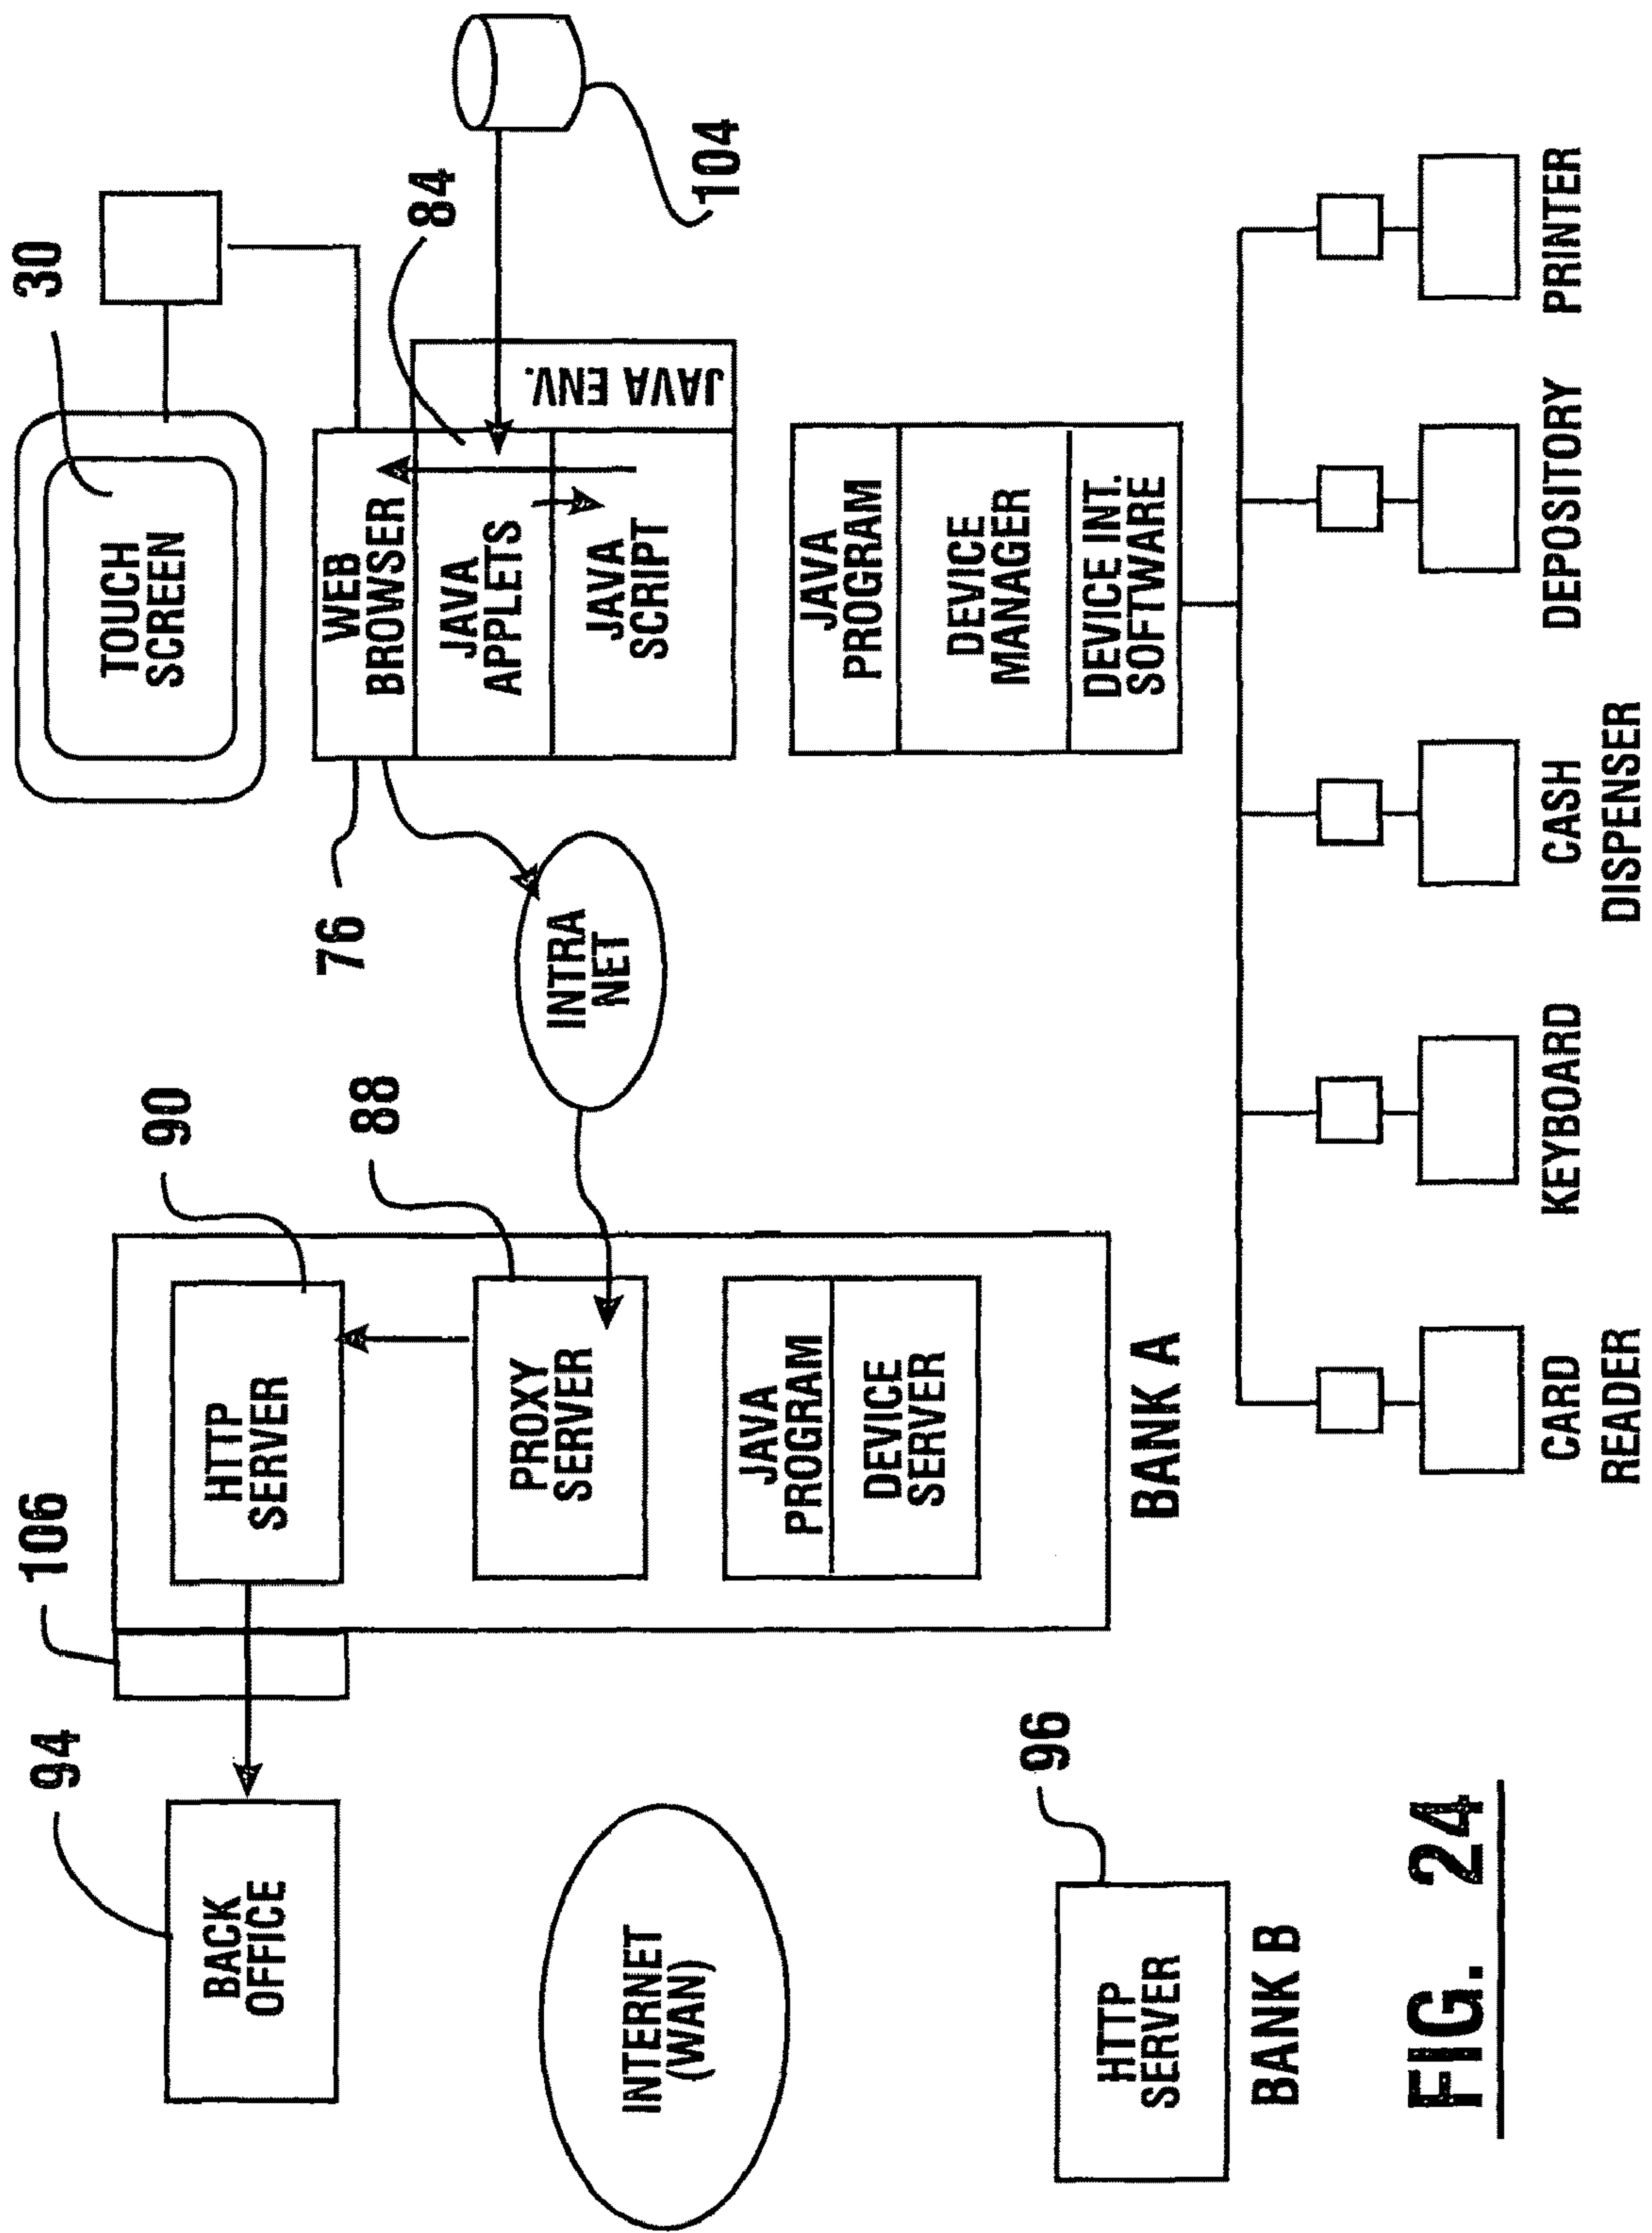 94
BACK
OFFICE
INTERNET
(WAN)
96
HTTP
SERVER
BANK B
106
90
HTTP
SERVER
88
PROXY
SERVER
JAVA
PROGRAM
DEVICE
SERVER
BANK A
INTRA
NET
30
TOUCH
SCREEN
76
WEB
BROWSER
84
JAVA
APPLETS
JAVA
SCRIPT
JAVA ENV.
104
JAVA
PROGRAM
DEVICE
MANAGER
DEVICE INT.
SOFTWARE
CARD
READER
KEYBOARD
CASH
DISPENSER
DEPOSITORY
PRINTER
FIG. 24